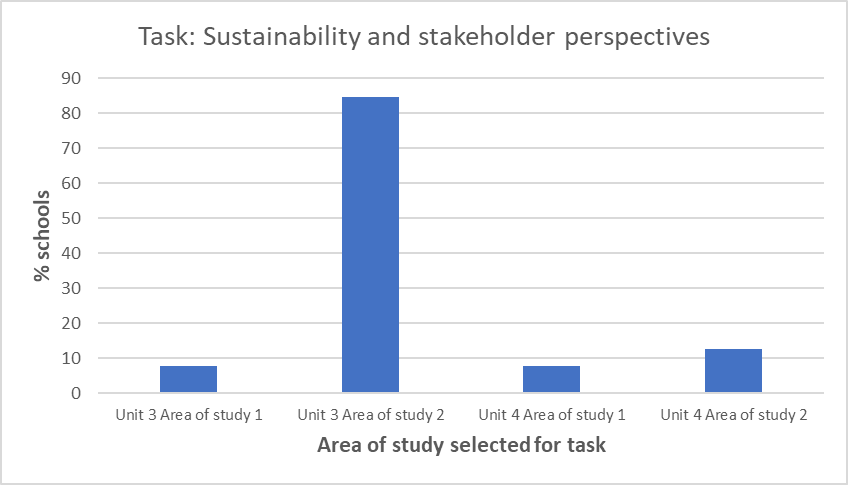 Task: Sustainability and stakeholder perspectives
90
80
70
60
50
40
30
20
10
0
% schools
Unit 3 Area of study 1
Unit 3 Area of study 2
Unit 4 Area of study 1
Unit 4 Area of study 2
Area of study selected for task